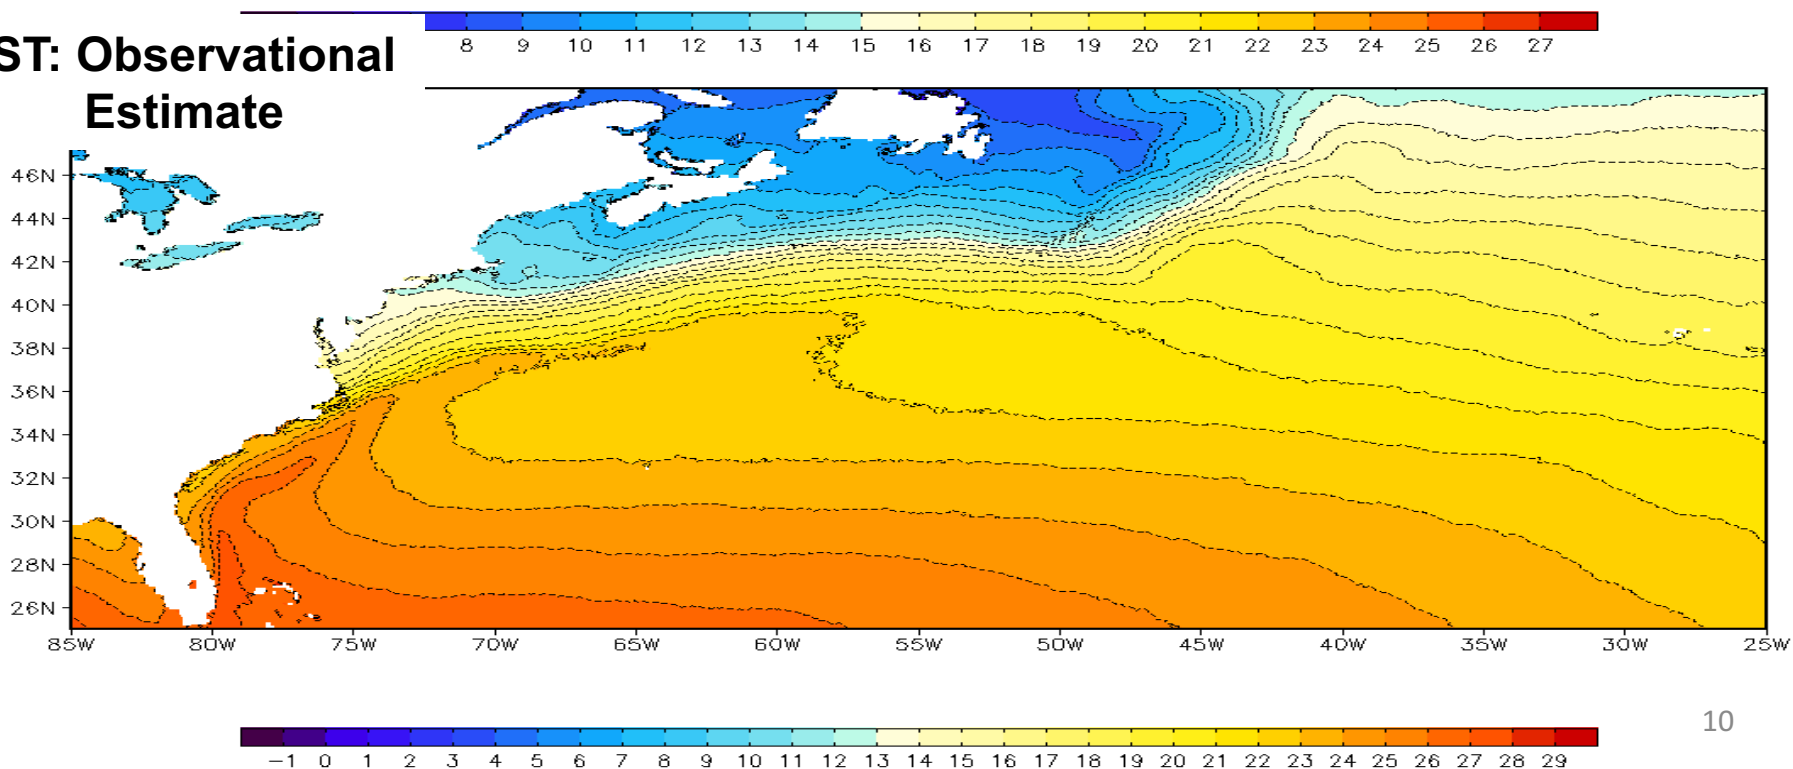 8 9 10 11 12 13 14 15 16 17 18 19 20 21 22 23 24 25 26 27
ST: Observational
Estimate
46N
44N
42N
40N
38N
36N
34N
32N
30N
28N
26N
85W 80W 75W 70W 65W 60W 55W 50W 45W 40W 35W 30W 25W
10
-1 0 1 2 3 4 5 6 7 8 9 10 11 12 13 14 15 16 17 18 19 20 21 22 23 24 25 26 27 28 29